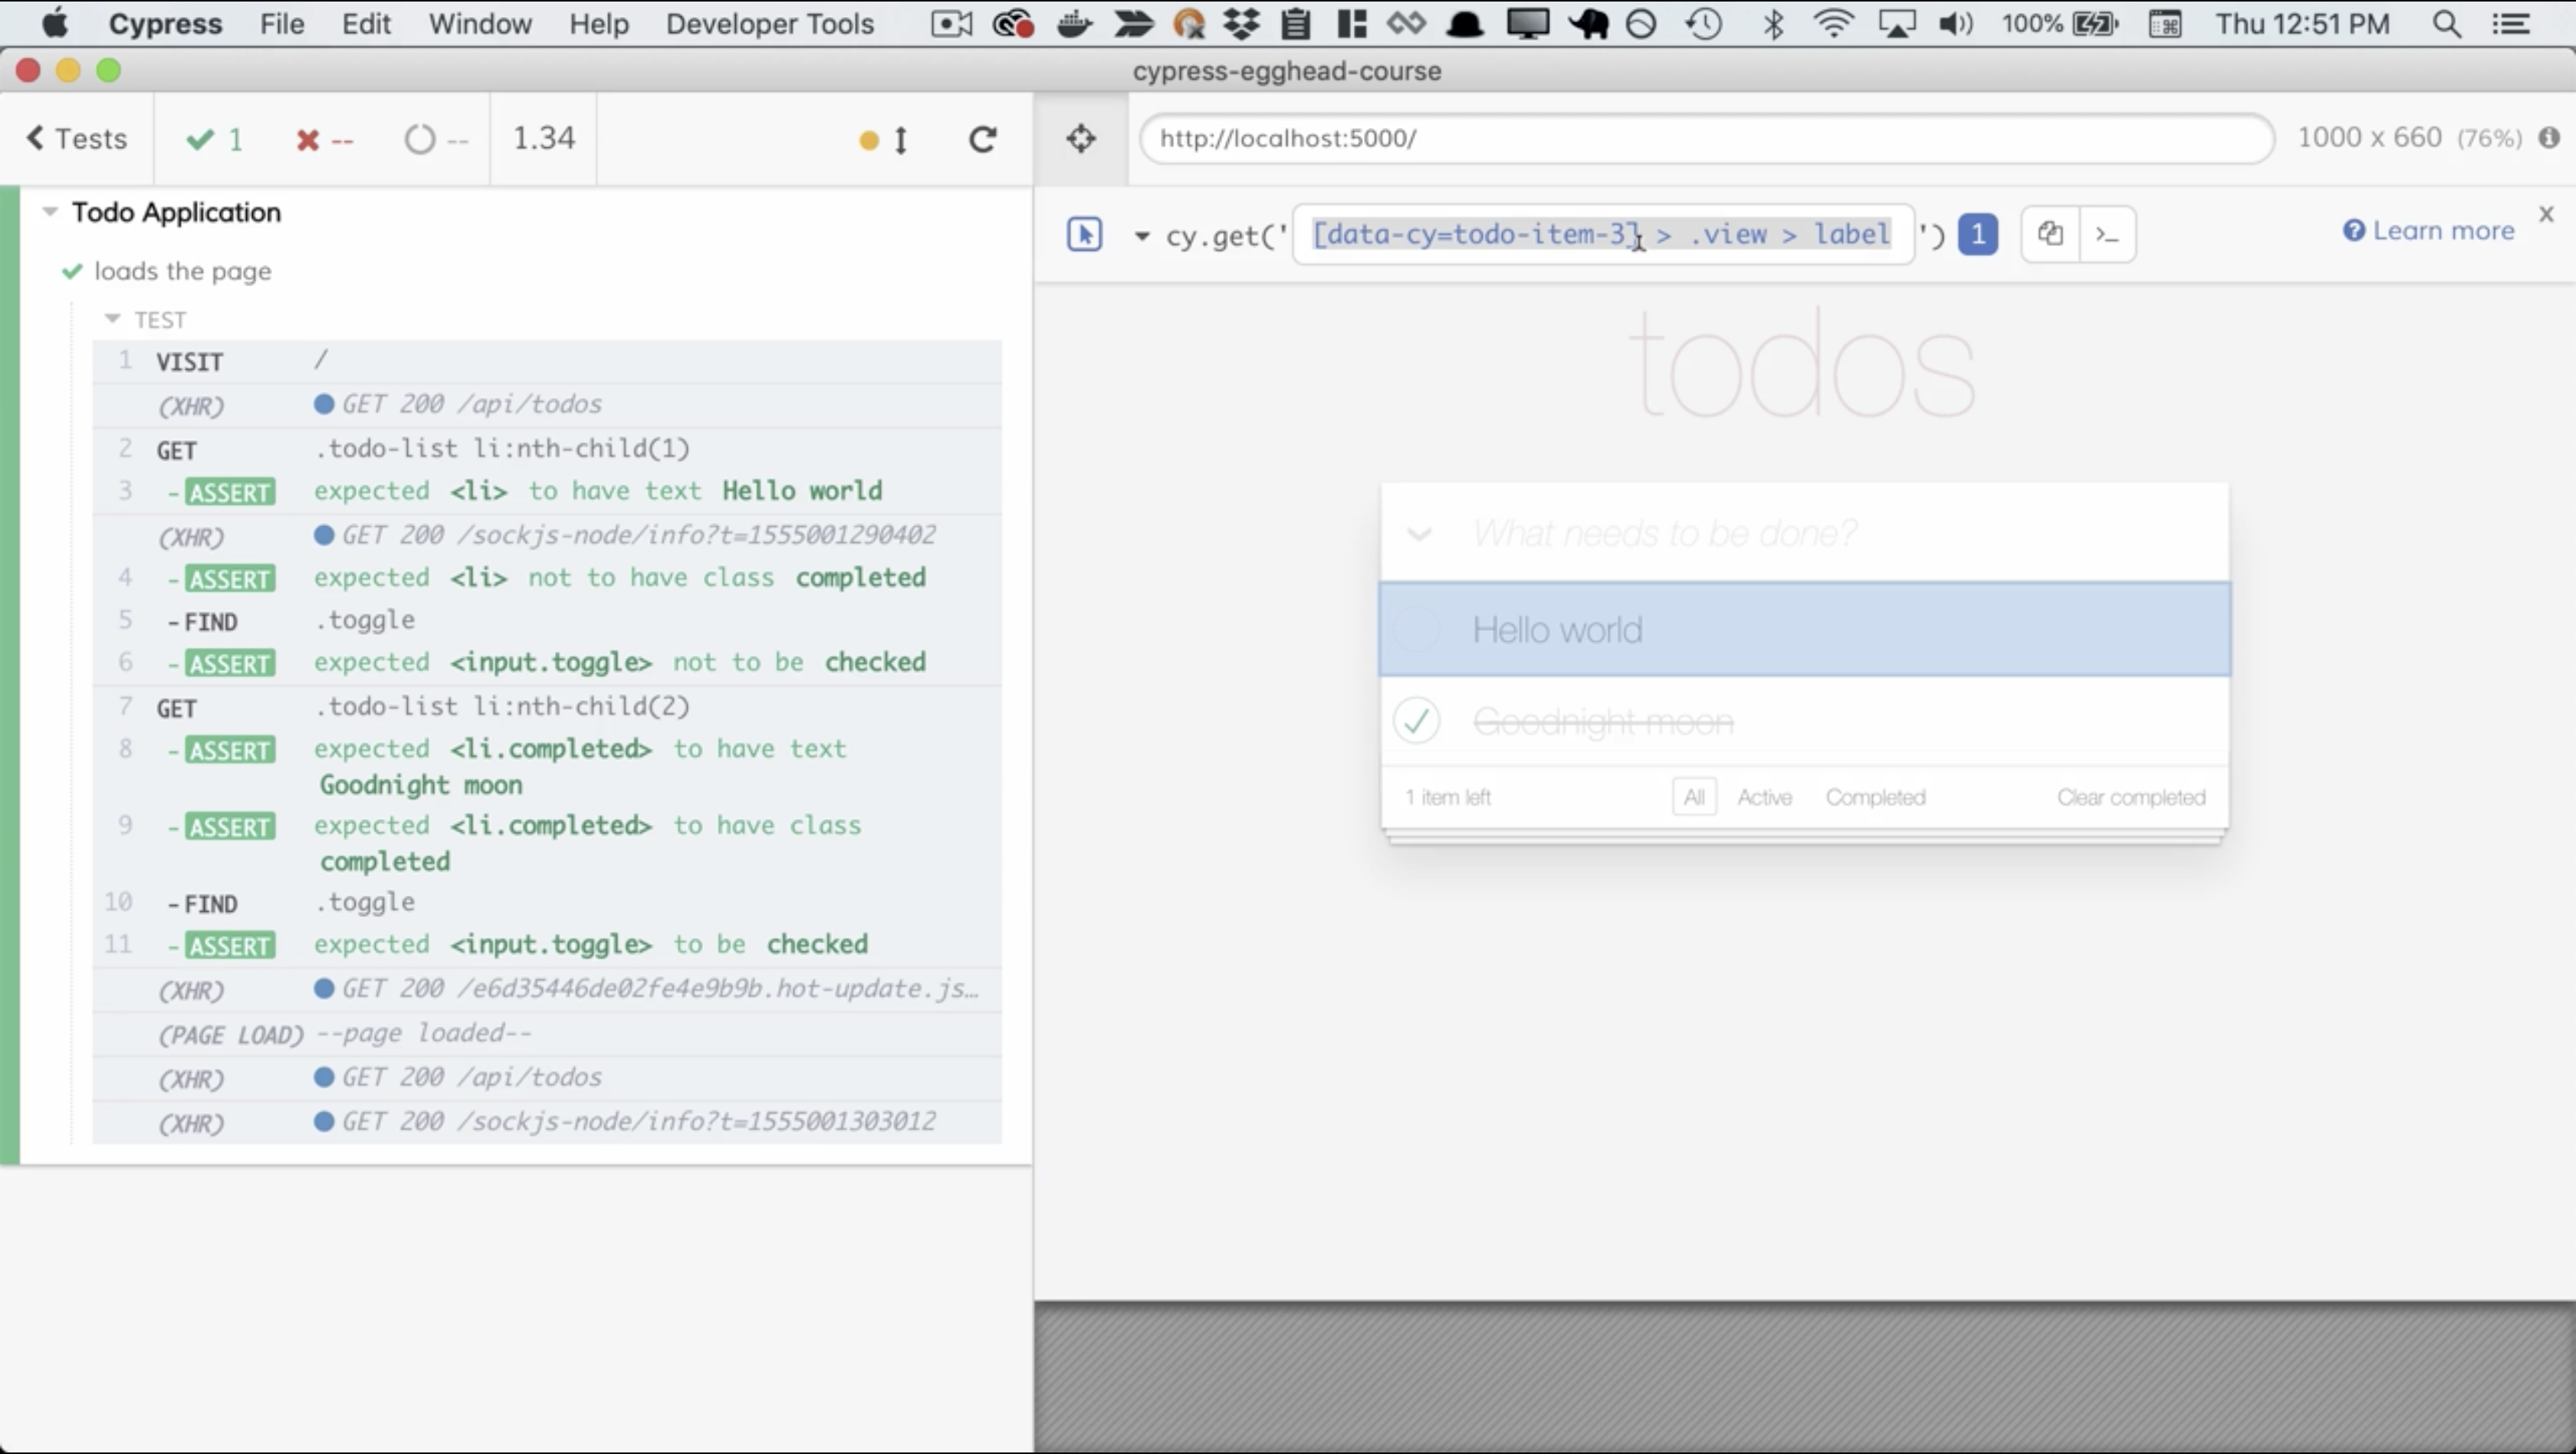 Cypress File Edit Window Help Developer Tools 100% Thu 12:51 PM
cypress-egghead-course
Tests 1 -- -- 1.34
http://localhost:5000/ 1000 x 660 (76%)
Todo Application
loads the page
TEST
1 VISIT /
(XHR) GET 200 /api/todos
2 GET .todo-list li:nth-child(1)
3 -ASSERT expected <li> to have text Hello world
(XHR) GET 200 /sockjs-node/info?t=1555001290402
4 -ASSERT expected <li> not to have class completed
5 -FIND .toggle
6 -ASSERT expected <input.toggle> not to be checked
7 GET .todo-list li:nth-child(2)
8 -ASSERT expected <li.completed> to have text
Goodnight moon
9 -ASSERT expected <li.completed> to have class
completed
10 -FIND .toggle
11 -ASSERT expected <input.toggle> to be checked
(XHR) GET 200 /e6d35446de02fe4e9b9b.hot-update.js…
(PAGE LOAD) --page loaded--
(XHR) GET 200 /api/todos
(XHR) GET 200 /sockjs-node/info?t=1555001303012
cy.get('[data-cy=todo-item-3] > .view > label') 1 >_ Learn more x
todos
What needs to be done?
Hello world
Goodnight moon
1 item left All Active Completed Clear completed